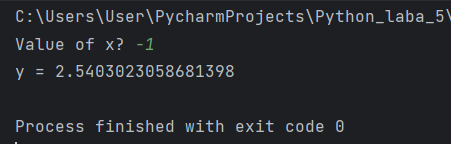 C:\Users\User\PycharmProjects\Python_laba_5\
Value of x? -1
y = 2.5403023058681398
Process finished with exit code 0